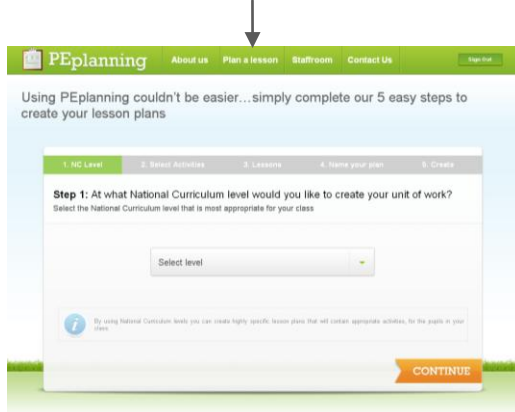 PEplanning
About us Plan a lesson Staffroom Contact Us
Using PEplanning couldn't be easier...simply complete our 5 easy steps to
create your lesson plans
1. NC Level 2. Select Activities 3. Lessons 4. Name your plan 5. Create
Step 1: At what National Curriculum level would you like to create your unit of work?
Select the National Curriculum level that is most appropriate for your class
Select level
By using National Curriculum levels you can create highly specific lesson plans that will contain appropriate activities, for the pupils in your
class
CONTINUE